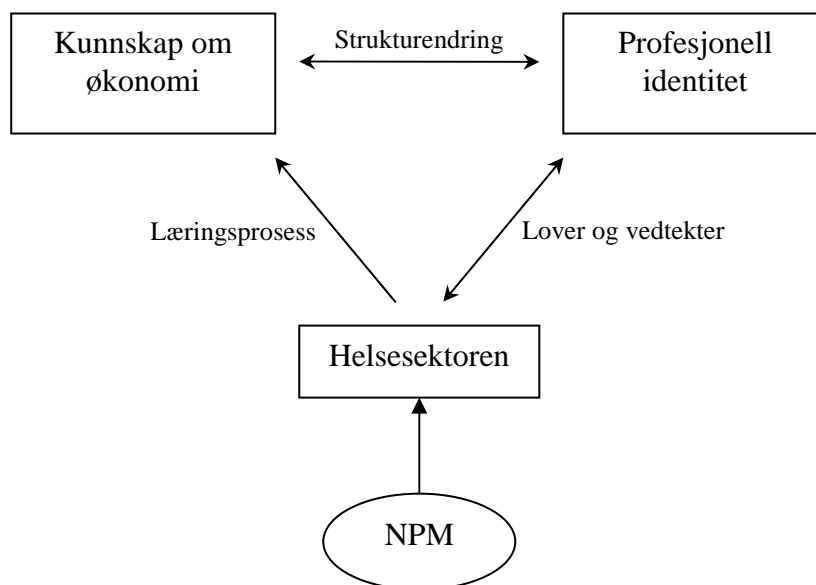 Kunnskap om
økonomi
Strukturendring
Profesjonell
identitet
Læringsprosess
Lover og vedtekter
Helsesektoren
NPM